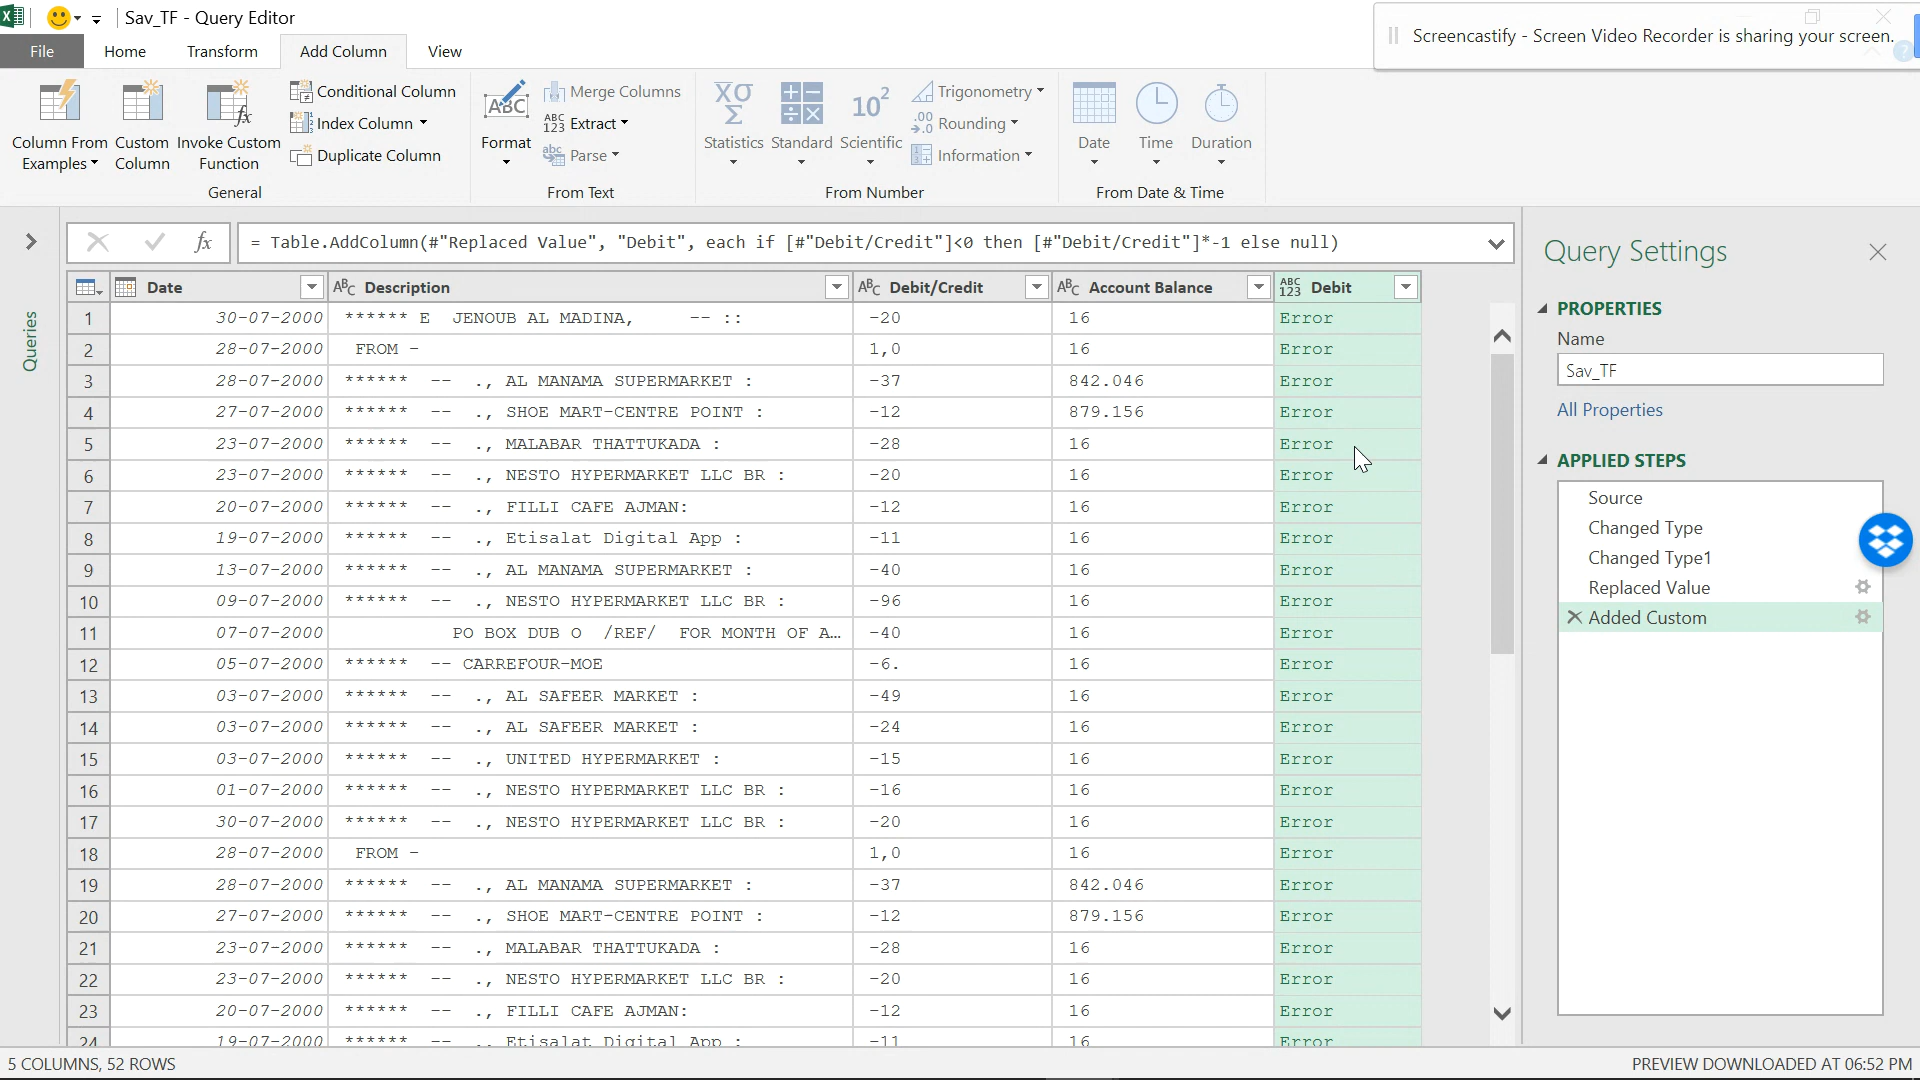 Sav_TF - Query Editor
Screencastify - Screen Video Recorder is sharing your screen.
File Home Transform Add Column View
Column From Examples
Custom Column
Invoke Custom Function
Conditional Column
Index Column
Duplicate Column
General
Format
Merge Columns
Extract
Parse
From Text
Statistics
Standard
Scientific
Trigonometry
Rounding
Information
From Number
Date
Time
Duration
From Date & Time
= Table.AddColumn(#"Replaced Value", "Debit", each if [#"Debit/Credit"]<0 then [#"Debit/Credit"]*-1 else null)
Queries
Date Description Debit/Credit Account Balance Debit
1 30-07-2000 ****** E JENOUB AL MADINA, -- :: -20 16 Error
2 28-07-2000 FROM - 1,0 16 Error
3 28-07-2000 ****** -- ., AL MANAMA SUPERMARKET : -37 842.046 Error
4 27-07-2000 ****** -- ., SHOE MART-CENTRE POINT : -12 879.156 Error
5 23-07-2000 ****** -- ., MALABAR THATTUKADA : -28 16 Error
6 23-07-2000 ****** -- ., NESTO HYPERMARKET LLC BR : -20 16 Error
7 20-07-2000 ****** -- ., FILLI CAFE AJMAN: -12 16 Error
8 19-07-2000 ****** -- ., Etisalat Digital App : -11 16 Error
9 13-07-2000 ****** -- ., AL MANAMA SUPERMARKET : -40 16 Error
10 09-07-2000 ****** -- ., NESTO HYPERMARKET LLC BR : -96 16 Error
11 07-07-2000 PO BOX DUB O /REF/ FOR MONTH OF A... -40 16 Error
12 05-07-2000 ****** -- CARREFOUR-MOE -6. 16 Error
13 03-07-2000 ****** -- ., AL SAFEER MARKET : -49 16 Error
14 03-07-2000 ****** -- ., AL SAFEER MARKET : -24 16 Error
15 03-07-2000 ****** -- ., UNITED HYPERMARKET : -15 16 Error
16 01-07-2000 ****** -- ., NESTO HYPERMARKET LLC BR : -16 16 Error
17 30-07-2000 ****** -- ., NESTO HYPERMARKET LLC BR : -20 16 Error
18 28-07-2000 FROM - 1,0 16 Error
19 28-07-2000 ****** -- ., AL MANAMA SUPERMARKET : -37 842.046 Error
20 27-07-2000 ****** -- ., SHOE MART-CENTRE POINT : -12 879.156 Error
21 23-07-2000 ****** -- ., MALABAR THATTUKADA : -28 16 Error
22 23-07-2000 ****** -- ., NESTO HYPERMARKET LLC BR : -20 16 Error
23 20-07-2000 ****** -- ., FILLI CAFE AJMAN: -12 16 Error
24 19-07-2000 ****** -- ., Etisalat Digital App : -11 16 Error
Query Settings
PROPERTIES
Name
Sav_TF
All Properties
APPLIED STEPS
Source
Changed Type
Changed Type1
Replaced Value
Added Custom
5 COLUMNS, 52 ROWS
PREVIEW DOWNLOADED AT 06:52 PM